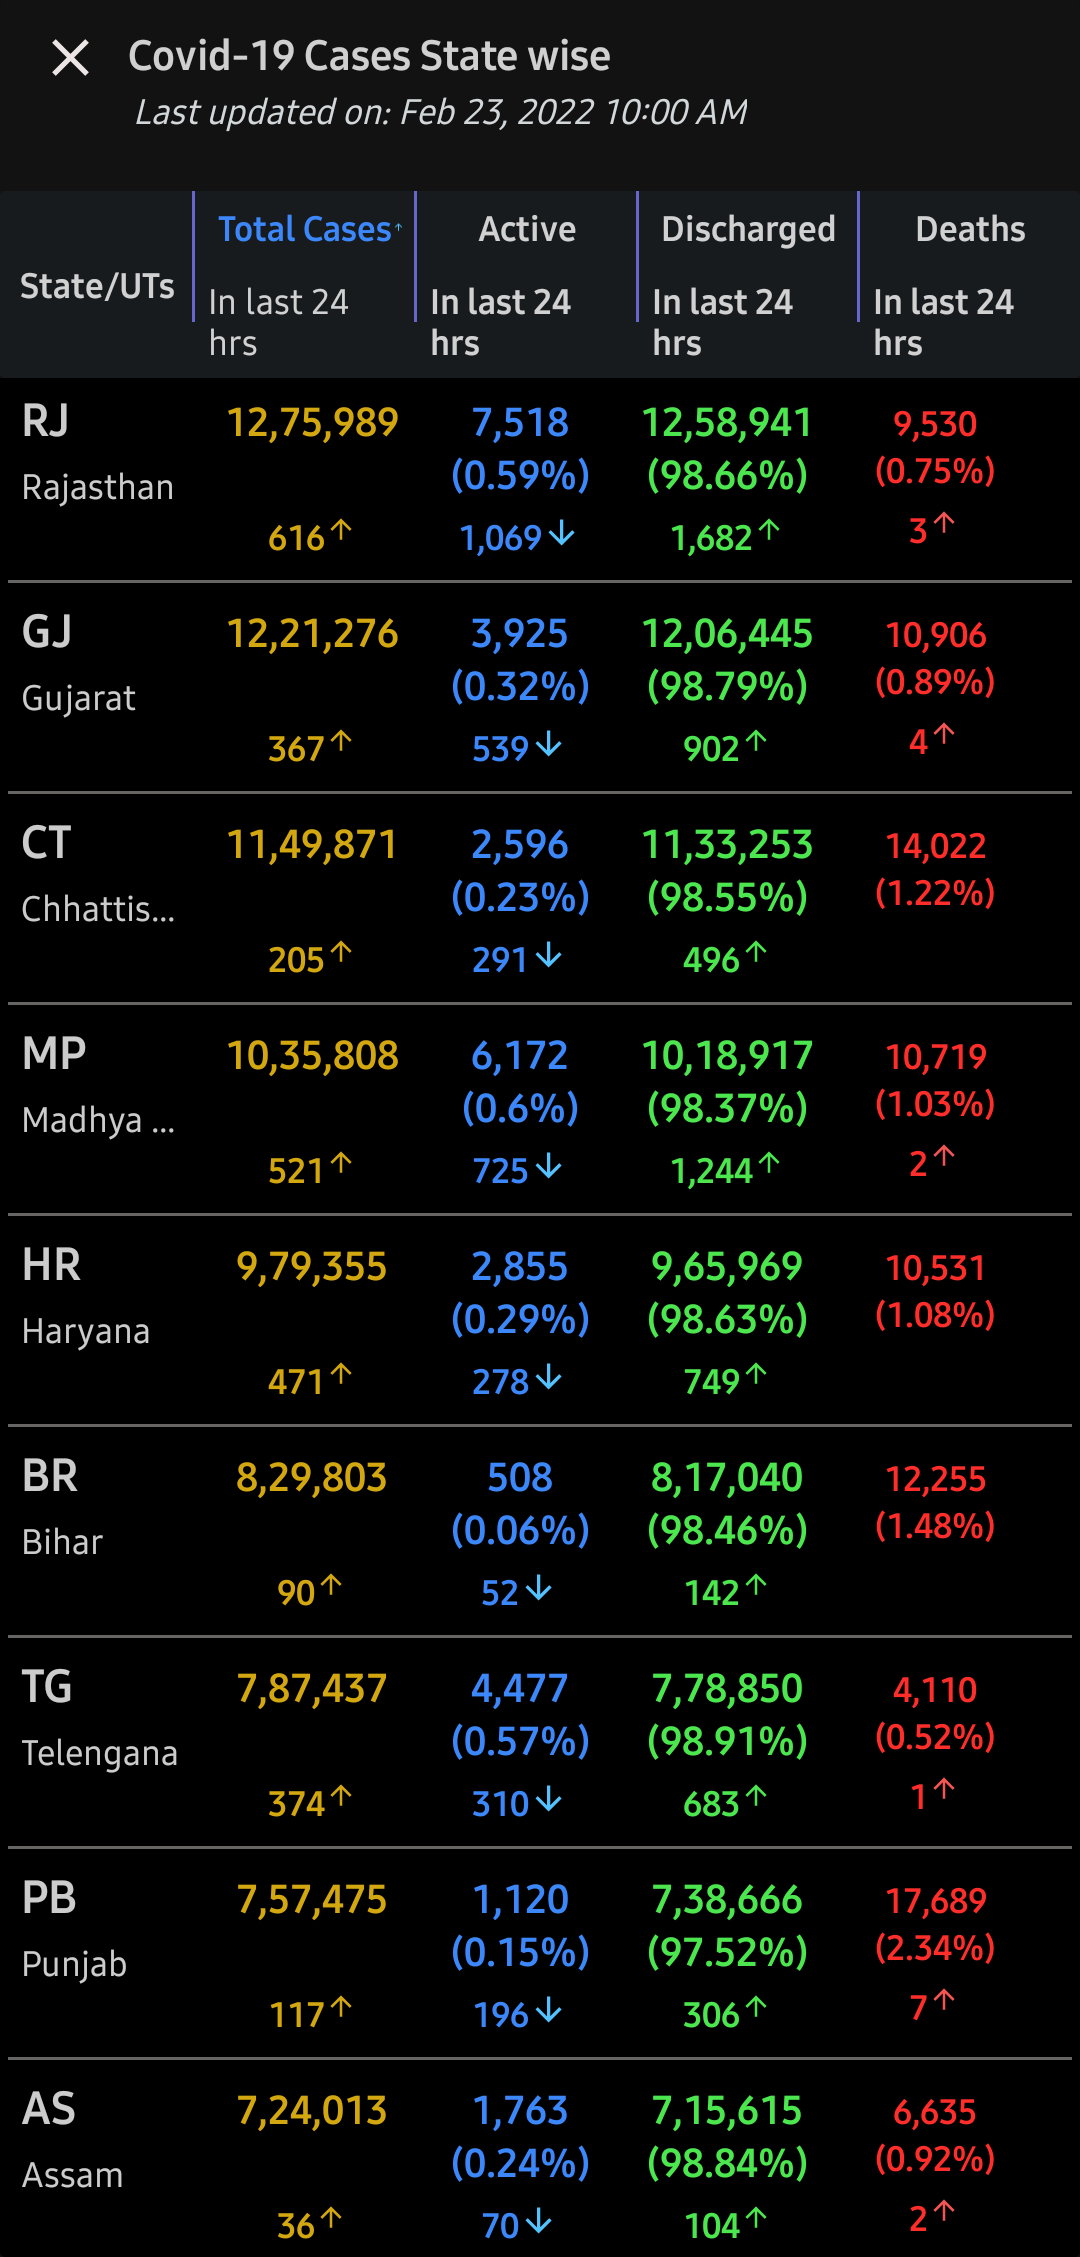 Covid-19 Cases State wise
Last updated on: Feb 23, 2022 10:00 AM
State/UTs Total Cases↑ Active Discharged Deaths
In last 24 hrs In last 24 hrs In last 24 hrs In last 24 hrs
RJ 12,75,989 7,518 12,58,941 9,530
Rajasthan (0.59%) (98.66%) (0.75%)
616↑ 1,069↓ 1,682↑ 3↑
GJ 12,21,276 3,925 12,06,445 10,906
Gujarat (0.32%) (98.79%) (0.89%)
367↑ 539↓ 902↑ 4↑
CT 11,49,871 2,596 11,33,253 14,022
Chhattis... (0.23%) (98.55%) (1.22%)
205↑ 291↓ 496↑
MP 10,35,808 6,172 10,18,917 10,719
Madhya ... (0.6%) (98.37%) (1.03%)
521↑ 725↓ 1,244↑ 2↑
HR 9,79,355 2,855 9,65,969 10,531
Haryana (0.29%) (98.63%) (1.08%)
471↑ 278↓ 749↑
BR 8,29,803 508 8,17,040 12,255
Bihar (0.06%) (98.46%) (1.48%)
90↑ 52↓ 142↑
TG 7,87,437 4,477 7,78,850 4,110
Telengana (0.57%) (98.91%) (0.52%)
374↑ 310↓ 683↑ 1↑
PB 7,57,475 1,120 7,38,666 17,689
Punjab (0.15%) (97.52%) (2.34%)
117↑ 196↓ 306↑ 7↑
AS 7,24,013 1,763 7,15,615 6,635
Assam (0.24%) (98.84%) (0.92%)
36↑ 70↓ 104↑ 2↑